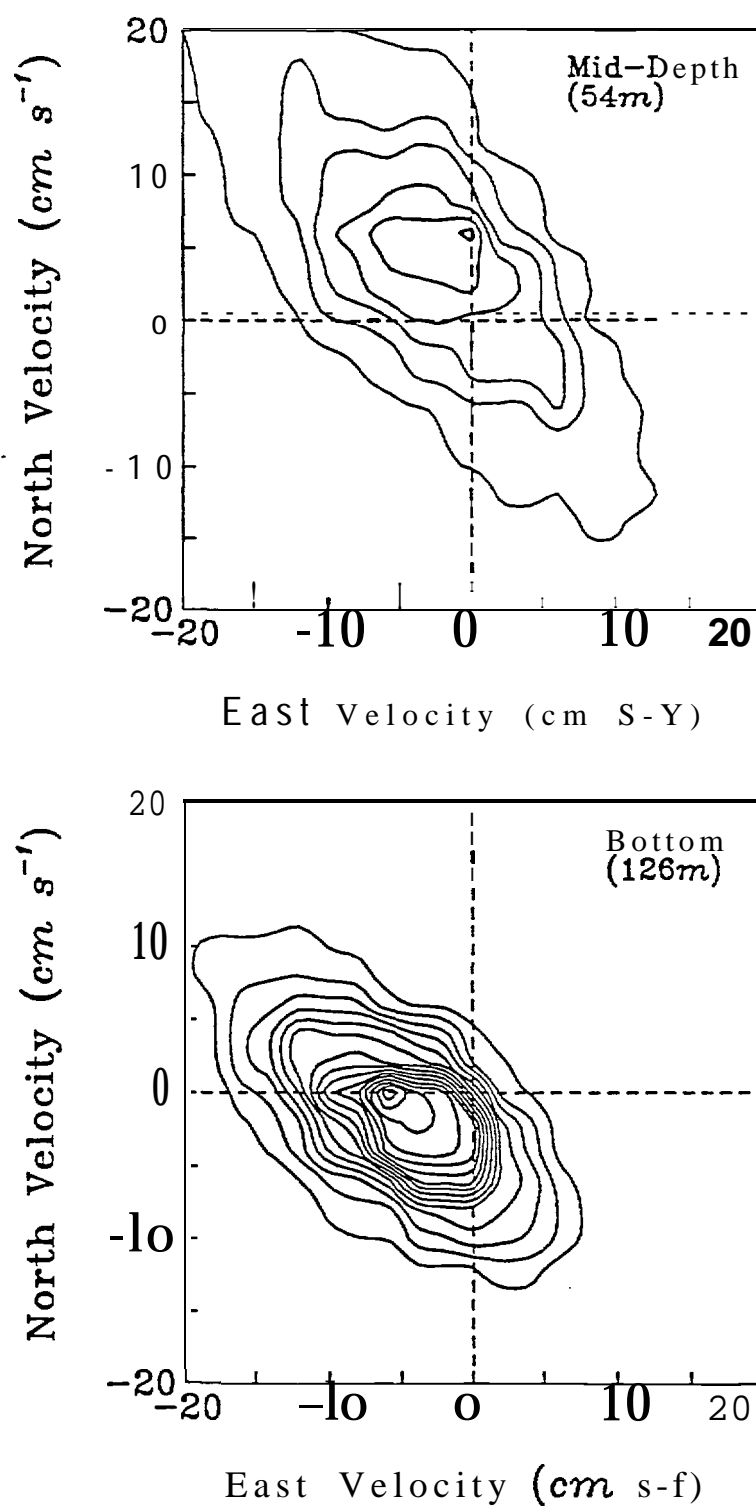 20
Mid-Depth
(54m)
10
0
-10
-20
North Velocity (cm s⁻¹)
-20 -10 0 10 20
East Velocity (cm S-Y)
20
Bottom
(126m)
10
0
-lo
-20
North Velocity (cm s⁻¹)
-20 -lo o 10 20
East Velocity (cm s-f)